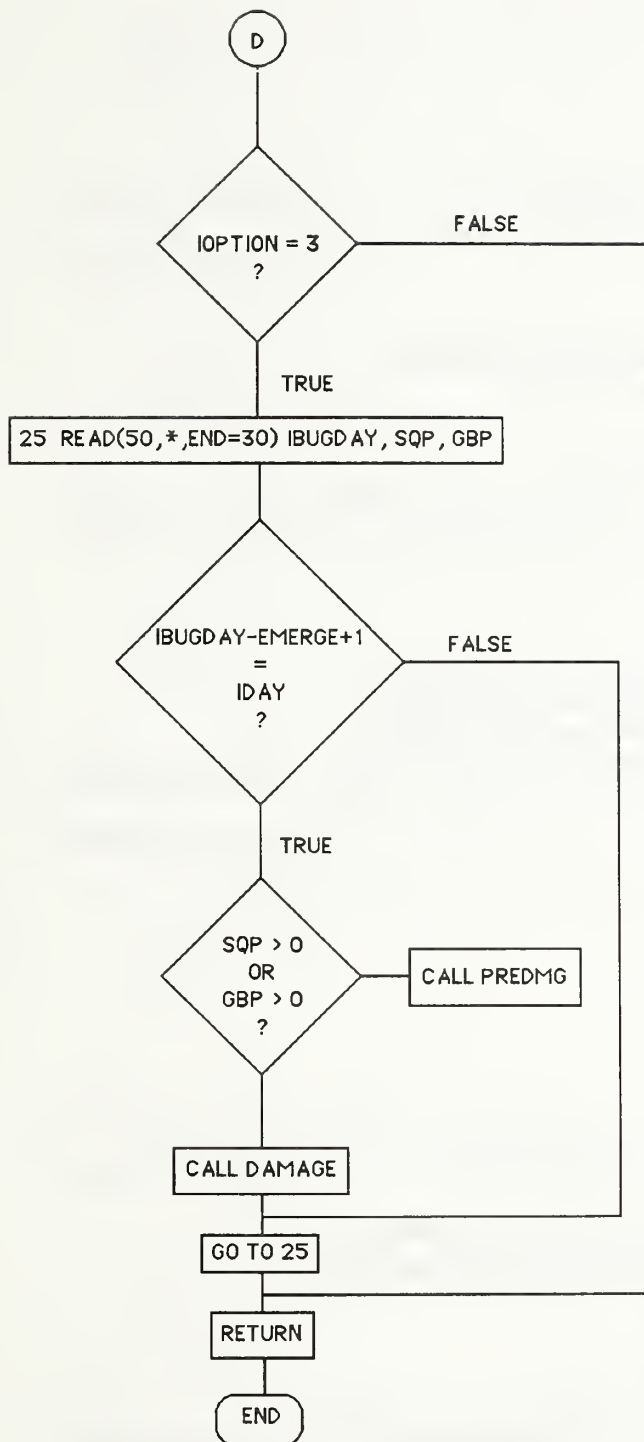 D
IOPTION = 3
?
FALSE
TRUE
25 READ(50,*,END=30) IBUGDAY, SQP, GBP
IBUGDAY-EMERGE+1
=
IDAY
?
FALSE
TRUE
SQP > 0
OR
GBP > 0
?
CALL PREDMG
CALL DAMAGE
GO TO 25
RETURN
END